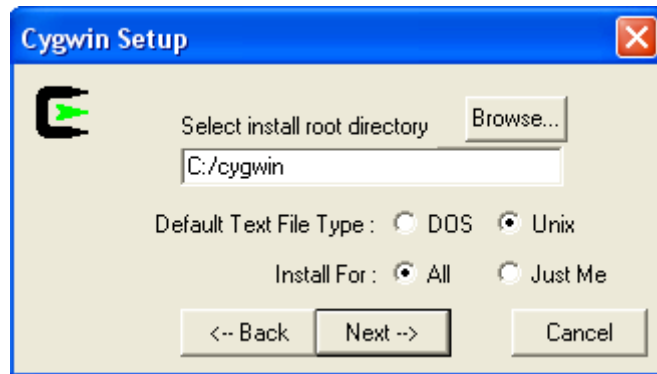 Cygwin Setup
Select install root directory Browse...
C:/cygwin
Default Text File Type : DOS Unix
Install For : All Just Me
<-- Back Next --> Cancel